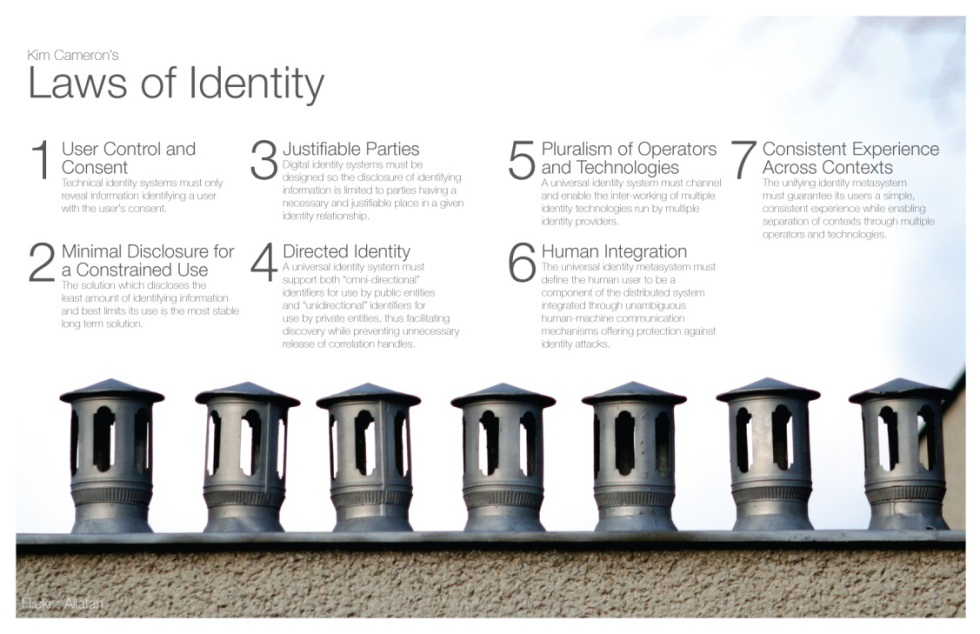 Kim Cameron's
Laws of Identity
1
User Control and
Consent
Technical identity systems must only
reveal information identifying a user
with the user's consent.
2
Minimal Disclosure for
a Constrained Use
The solution which discloses the
least amount of identifying information
and best limits its use is the most stable
long term solution.
3
Justifiable Parties
Digital identity systems must be
designed so the disclosure of identifying
information is limited to parties having a
necessary and justifiable place in a given
identity relationship.
4
Directed Identity
A universal identity system must
support both "omni-directional"
identifiers for use by public entities
and "unidirectional" identifiers for
use by private entities, thus facilitating
discovery while preventing unnecessary
release of correlation handles.
5
Pluralism of Operators
and Technologies
A universal identity system must channel
and enable the inter-working of multiple
identity technologies run by multiple
identity providers.
6
Human Integration
The universal identity metasystem must
define the human user to be a
component of the distributed system
integrated through unambiguous
human-machine communication
mechanisms offering protection against
identity attacks.
7
Consistent Experience
Across Contexts
The unifying identity metasystem
must guarantee its users a simple,
consistent experience while enabling
separation of contexts through multiple
operators and technologies.